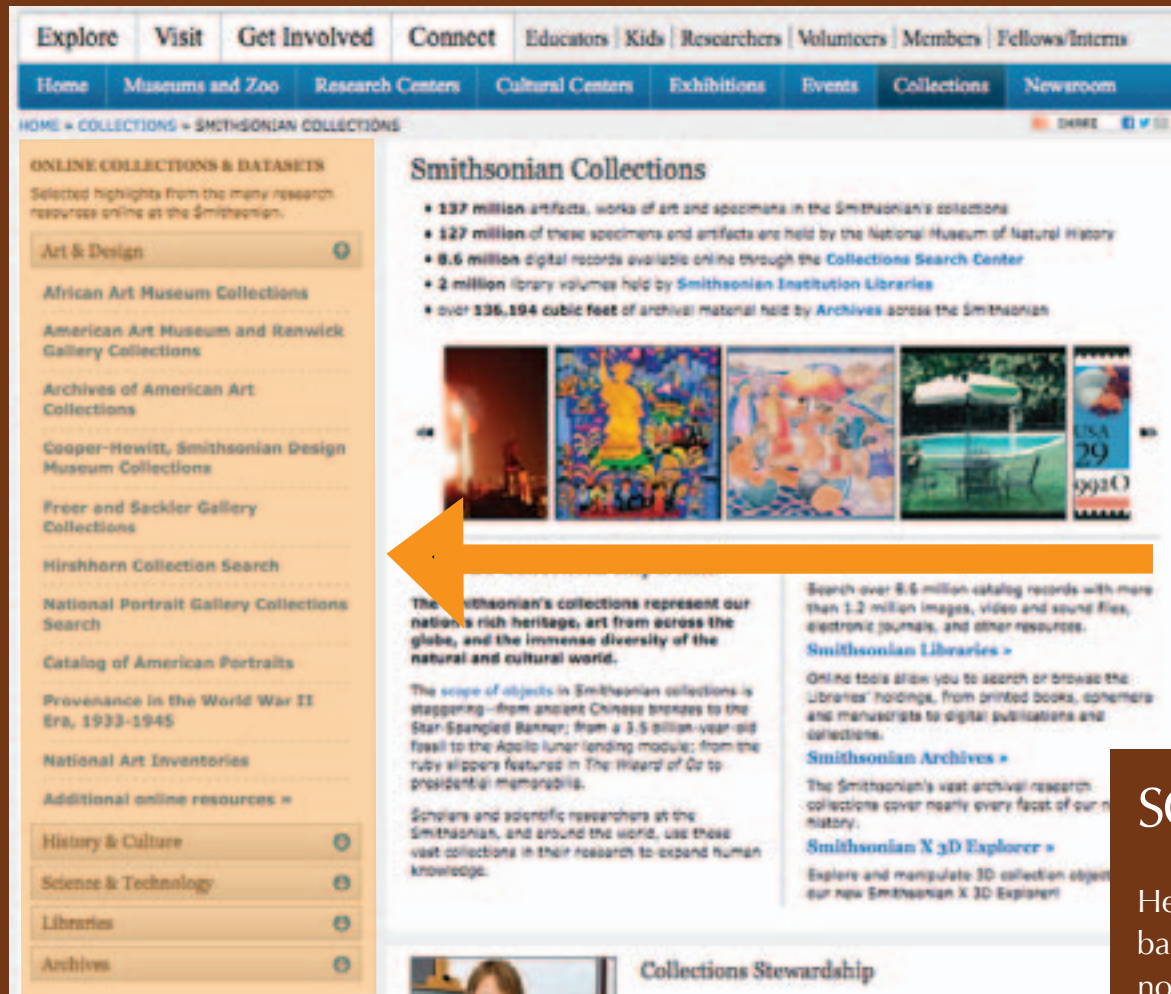 Explore Visit Get Involved Connect Educators | Kids | Researchers | Volunteers | Members | Fellows/Interns
Home Museums and Zoo Research Centers Cultural Centers Exhibitions Events Collections Newsroom
HOME » COLLECTIONS » SMITHSONIAN COLLECTIONS
SHARE
ONLINE COLLECTIONS & DATASETS
Selected highlights from the many research
resources online at the Smithsonian.
Art & Design
African Art Museum Collections
American Art Museum and Renwick
Gallery Collections
Archives of American Art
Collections
Cooper-Hewitt, Smithsonian Design
Museum Collections
Freer and Sackler Gallery
Collections
Hirshhorn Collection Search
National Portrait Gallery Collections
Search
Catalog of American Portraits
Provenance in the World War II
Era, 1933-1945
National Art Inventories
Additional online resources »
History & Culture
Science & Technology
Libraries
Archives
Smithsonian Collections
• 137 million artifacts, works of art and specimens in the Smithsonian's collections
• 127 million of these specimens and artifacts are held by the National Museum of Natural History
• 8.6 million digital records available online through the Collections Search Center
• 2 million library volumes held by Smithsonian Institution Libraries
• over 136,194 cubic feet of archival material held by Archives across the Smithsonian
USA
29
1992
The Smithsonian's collections represent our
nation's rich heritage, art from across the
globe, and the immense diversity of the
natural and cultural world.
The scope of objects in Smithsonian collections is
staggering—from ancient Chinese bronzes to the
Star-Spangled Banner; from a 3.5 billion-year-old
fossil to the Apollo lunar landing module; from the
ruby slippers featured in The Wizard of Oz to
presidential memorabilia.
Scholars and scientific researchers at the
Smithsonian, and around the world, use these
vast collections in their research to expand human
knowledge.
Search over 8.6 million catalog records with more
than 1.2 million images, video and sound files,
electronic journals, and other resources.
Smithsonian Libraries »
Online tools allow you to search or browse the
Libraries' holdings, from printed books, ephemera
and manuscripts to digital publications and
collections.
Smithsonian Archives »
The Smithsonian's vast archival research
collections cover nearly every facet of our
history.
Smithsonian X 3D Explorer »
Explore and manipulate 3D collection
our new Smithsonian X 3D Explorer!
Collections Stewardship